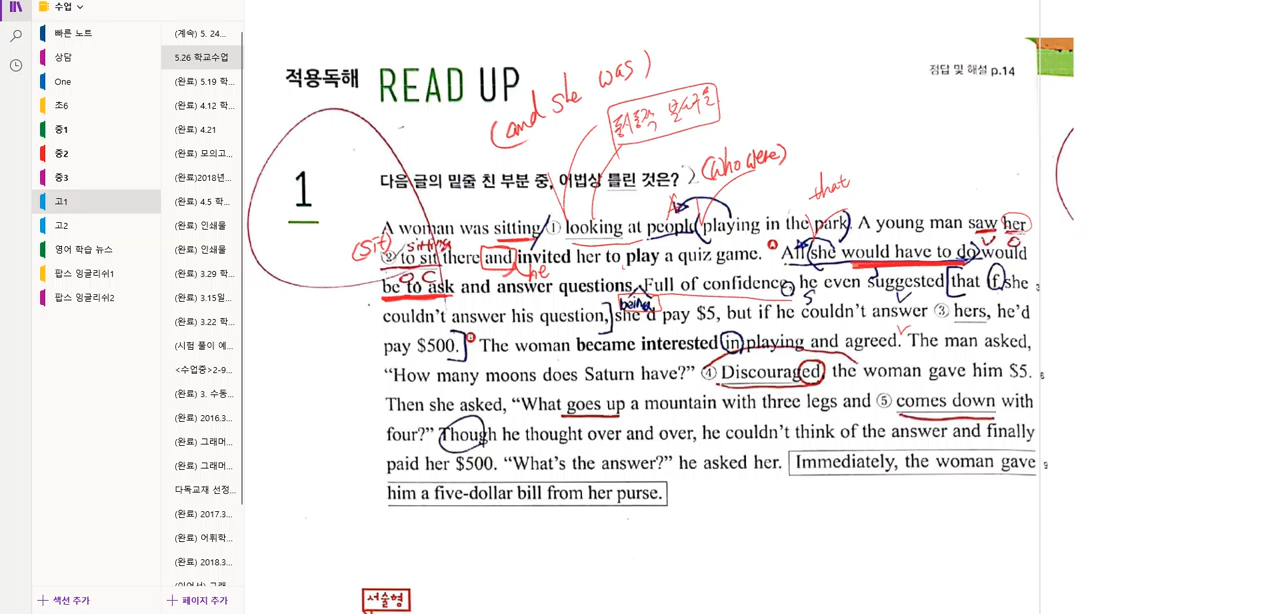 수업
빠른 노트
상담
One
초6
중1
중2
중3
고1
고2
영어 학습 뉴스
팝스 잉글리쉬1
팝스 잉글리쉬2
섹션 추가
(계속) 5. 24...
5.26 학교수업
(완료) 5.19 학...
(완료) 4.12 학...
(완료) 4.21
(완료) 모의고...
(완료)2018년...
(완료) 4.5 학...
(완료) 인쇄물
(완료) 인쇄물
(완료) 3.29 학...
(완료) 3.15일...
(완료) 3.22 학...
(시험 풀이 예...
<수업중>2-9...
(완료) 3. 수동...
(완료) 2016.3...
(완료) 그래머...
(완료) 그래머...
다독교재 선정...
(완료) 2017.3...
(완료) 어휘학...
(완료) 2018.3...
페이지 추가
적용독해 READ UP
정답 및 해설 p.14
(and she was)
(who were)
that
1
다음 글의 밑줄 친 부분 중, 어법상 틀린 것은?
A woman was sitting ① looking at people playing in the park. A young man saw her
(sit) sitting
② to sit there and invited her to play a quiz game. All she would have to do would
O C he V O
be to ask and answer questions. Full of confidence, he even suggested that if she
being S V
couldn't answer his question, she'd pay $5, but if he couldn't answer ③ hers, he'd
pay $500. The woman became interested in playing and agreed. The man asked,
"How many moons does Saturn have?" ④ Discouraged, the woman gave him $5.
Then she asked, "What goes up a mountain with three legs and ⑤ comes down with
four?" Though he thought over and over, he couldn't think of the answer and finally
paid her $500. "What's the answer?" he asked her. Immediately, the woman gave
him a five-dollar bill from her purse.
서술형